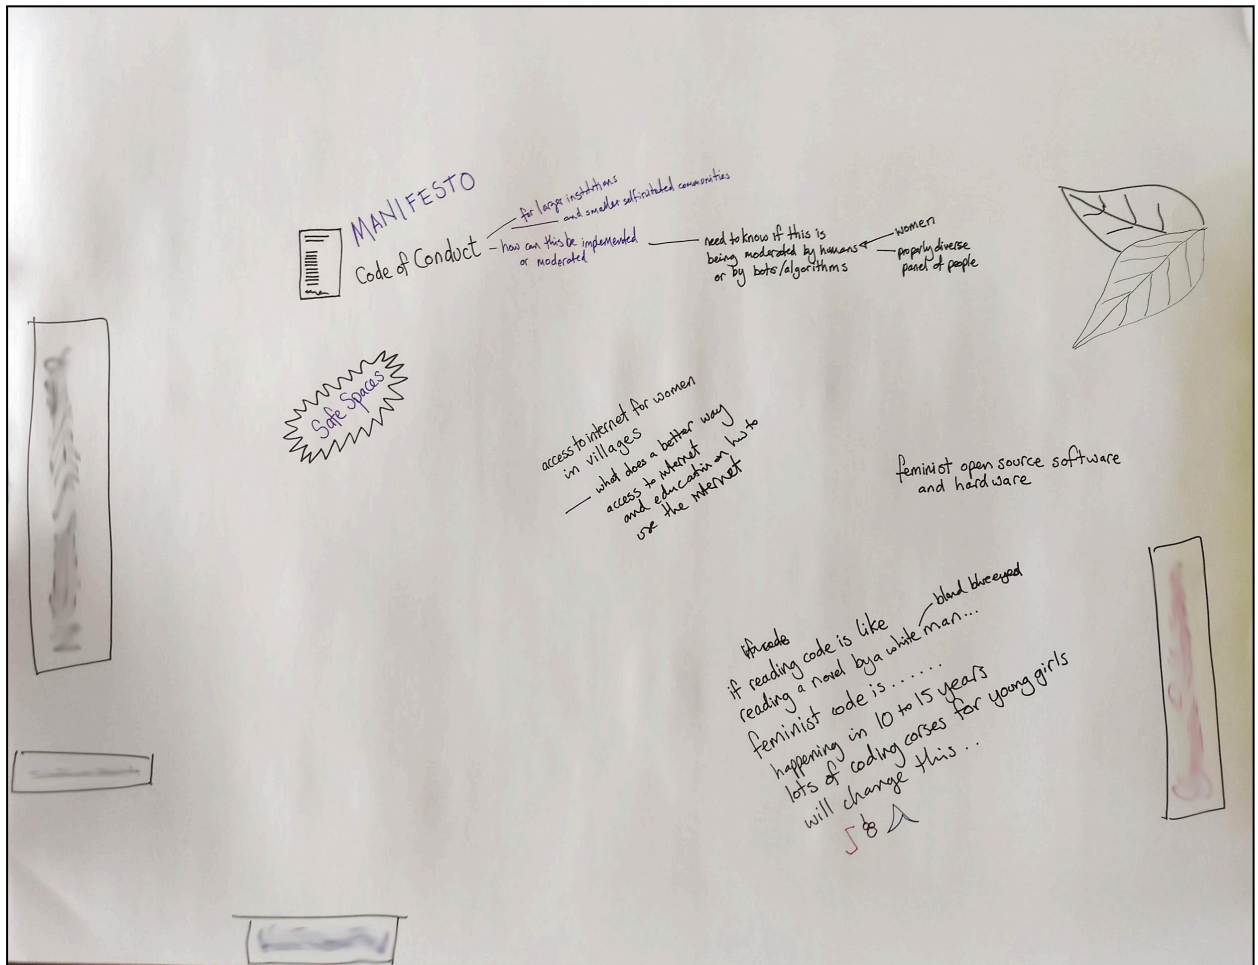 MANIFESTO
Code of Conduct
for larger institutions
and smaller selfinitiated communities
how can this be implemented
or moderated
need to know if this is
being moderated by humans
or by bots/algorithms
women
properly diverse
panel of people
Safe Spaces
access to internet for women
in villages
what does a better way
access to internet
and education on hw to
use the internet
feminist open source software
and hardware
if reading code is like
reading a novel by a white man...
blond blue eyed
feminist code is ......
happening in 10 to 15 years
lots of coding corses for young girls
will change this ..